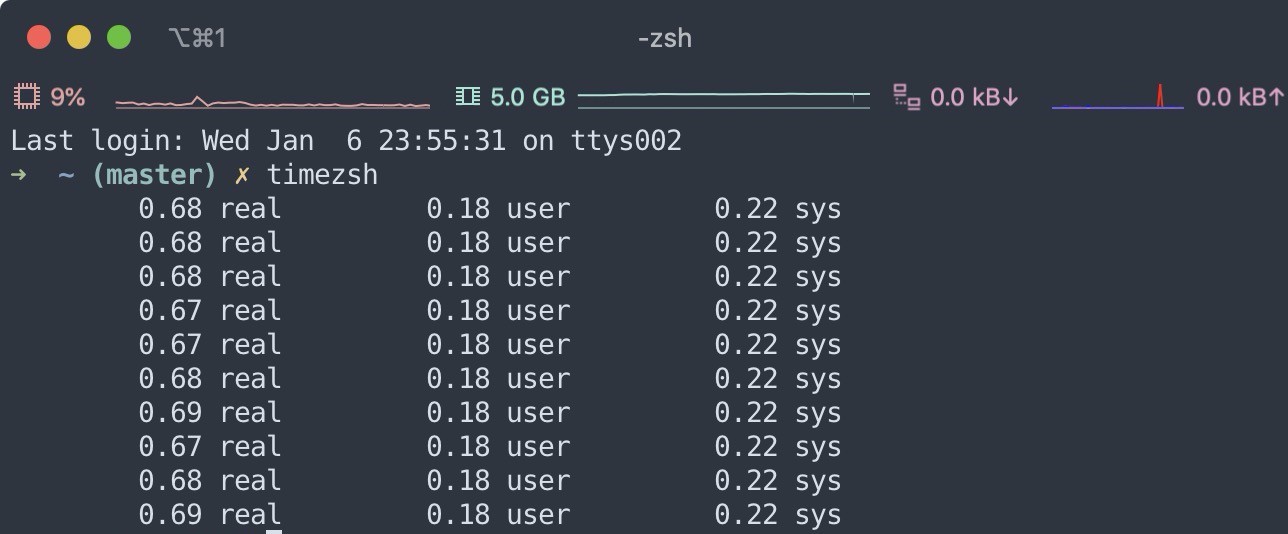 ⌥⌘1
-zsh
9% 5.0 GB 0.0 kB↓ 0.0 kB↑
Last login: Wed Jan  6 23:55:31 on ttys002
➜  ~ (master) ✗ timezsh
        0.68 real         0.18 user         0.22 sys
        0.68 real         0.18 user         0.22 sys
        0.68 real         0.18 user         0.22 sys
        0.67 real         0.18 user         0.22 sys
        0.67 real         0.18 user         0.22 sys
        0.68 real         0.18 user         0.22 sys
        0.69 real         0.18 user         0.22 sys
        0.67 real         0.18 user         0.22 sys
        0.68 real         0.18 user         0.22 sys
        0.69 real         0.18 user         0.22 sys